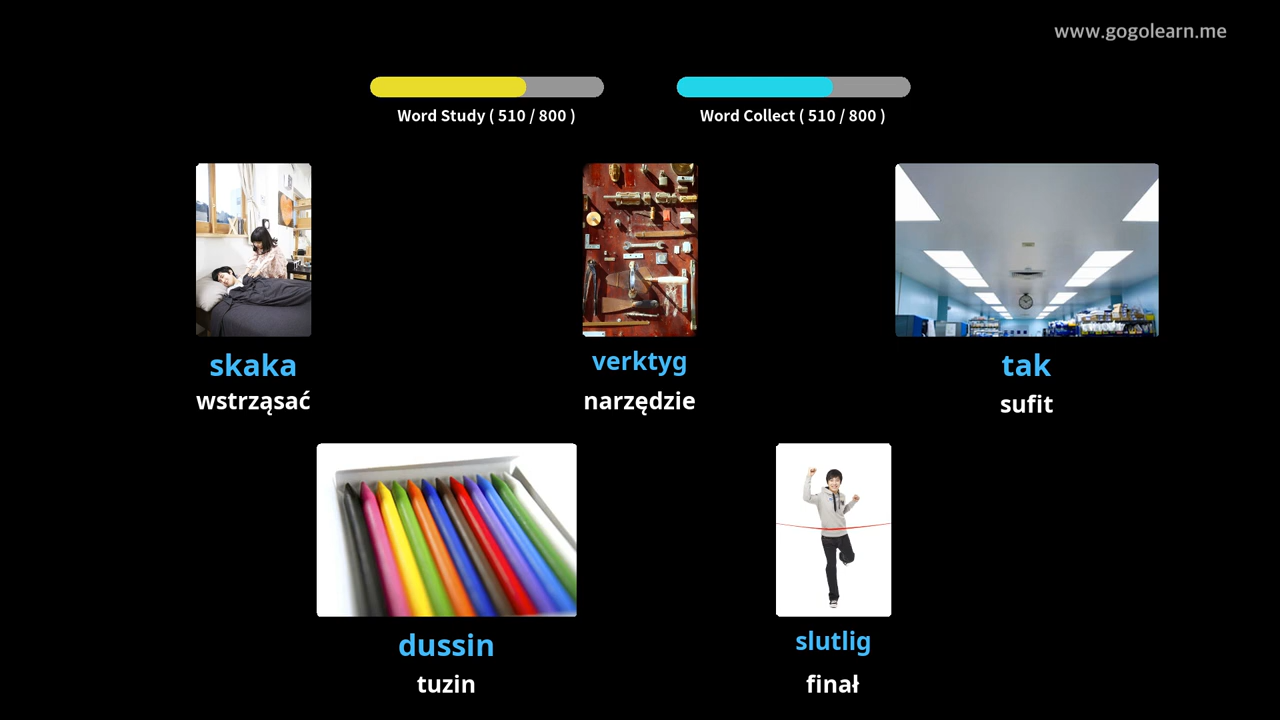 www.gogolearn.me
Word Study ( 510 / 800 )
Word Collect ( 510 / 800 )
skaka
wstrząsać
verktyg
narzędzie
tak
sufit
dussin
tuzin
slutlig
finał